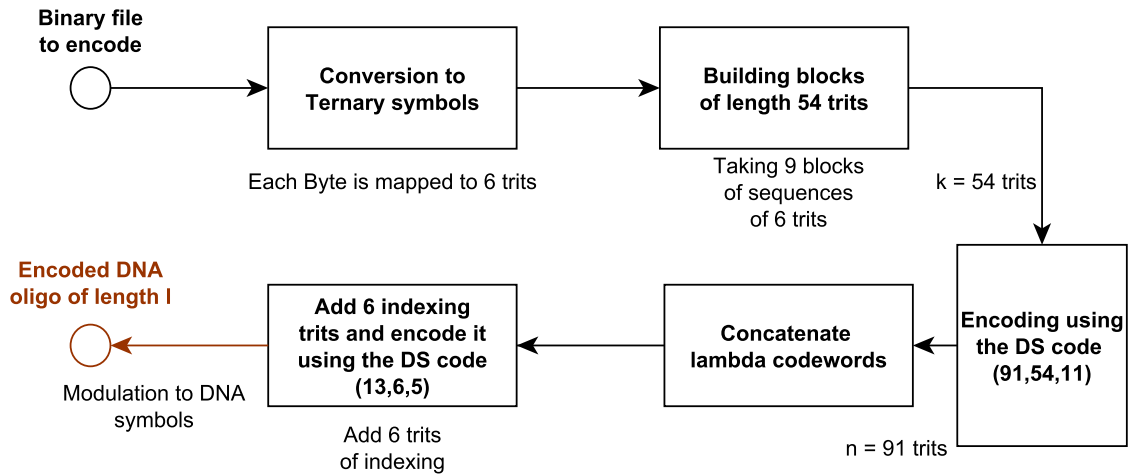 Binary file
to encode
Conversion to
Ternary symbols
Each Byte is mapped to 6 trits
Building blocks
of length 54 trits
Taking 9 blocks
of sequences
of 6 trits
k = 54 trits
Encoding using
the DS code
(91,54,11)
n = 91 trits
Concatenate
lambda codewords
Add 6 indexing
trits and encode it
using the DS code
(13,6,5)
Add 6 trits
of indexing
Encoded DNA
oligo of length l
Modulation to DNA
symbols